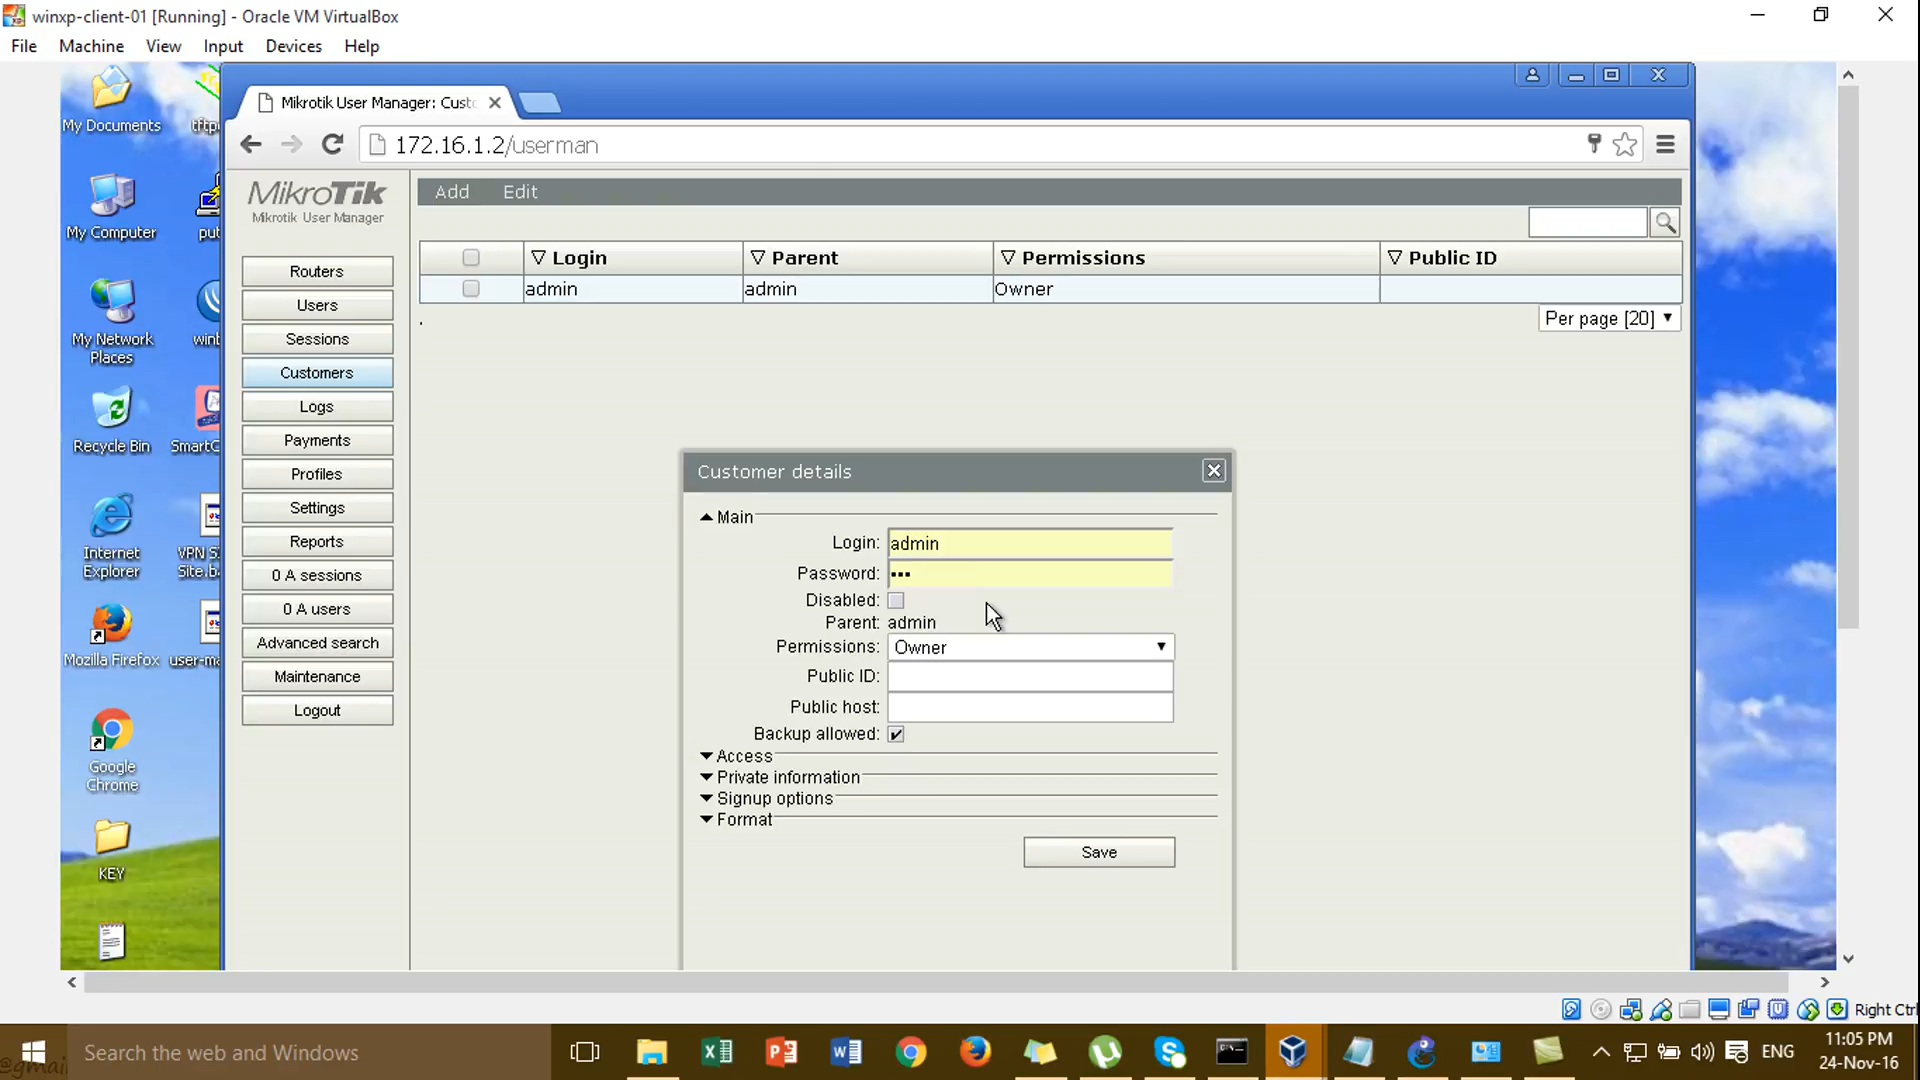 winxp-client-01 [Running] - Oracle VM VirtualBox
File Machine View Input Devices Help
My Documents
My Computer
put
My Network
Places
Recycle Bin
SmartC
Internet
Explorer
VPN S
Site.b
Mozilla Firefox
user-m
Google
Chrome
KEY
Mikrotik User Manager: Cust
172.16.1.2/userman
MikroTik
Mikrotik User Manager
Routers
Users
Sessions
Customers
Logs
Payments
Profiles
Settings
Reports
0 A sessions
0 A users
Advanced search
Maintenance
Logout
Add Edit
Login Parent Permissions Public ID
admin admin Owner
Per page [20]
Customer details
Main
Login: admin
Password: •••
Disabled:
Parent: admin
Permissions: Owner
Public ID:
Public host:
Backup allowed:
Access
Private information
Signup options
Format
Save
Right Ctrl
Search the web and Windows
ENG
11:05 PM
24-Nov-16